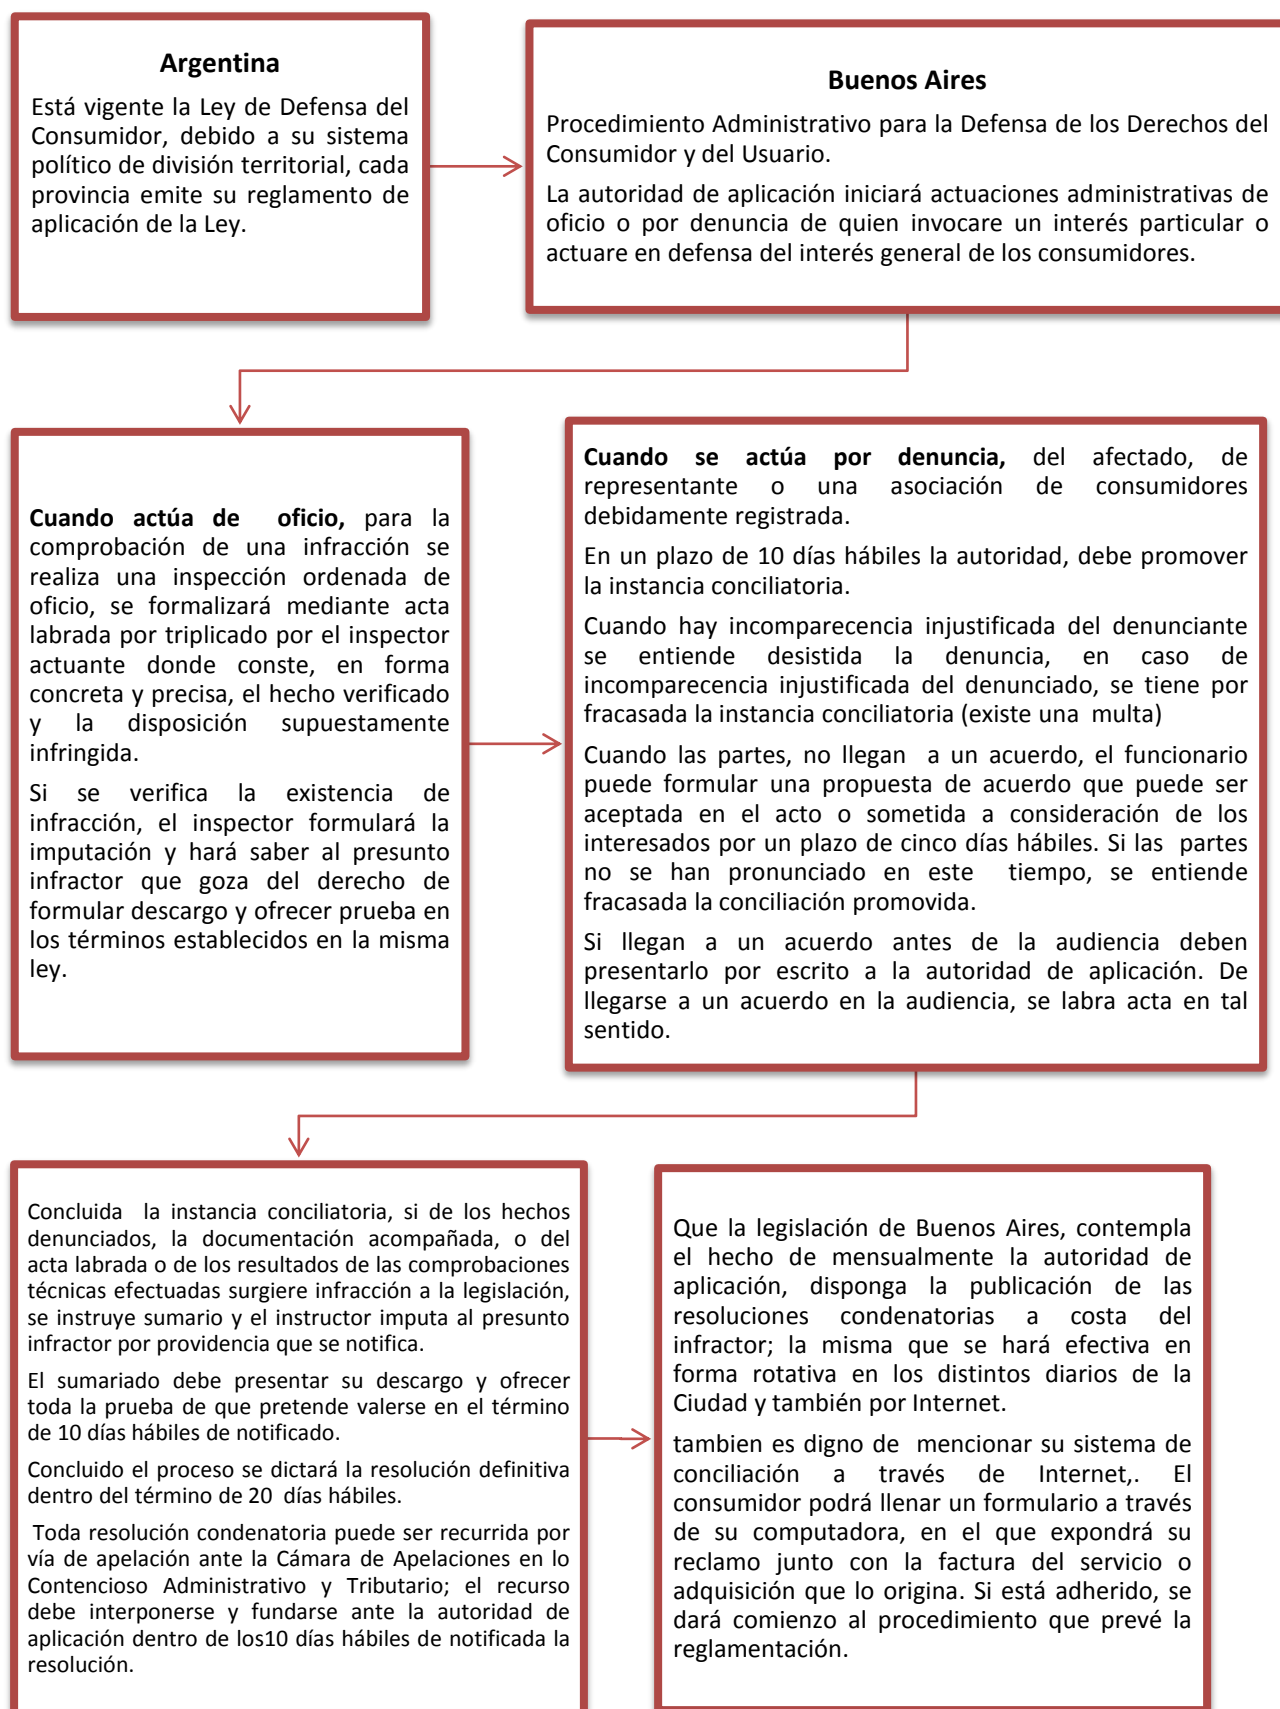 Argentina
Está vigente la Ley de Defensa del
Consumidor, debido a su sistema
político de división territorial, cada
provincia emite su reglamento de
aplicación de la Ley.
Buenos Aires
Procedimiento Administrativo para la Defensa de los Derechos del
Consumidor y del Usuario.
La autoridad de aplicación iniciará actuaciones administrativas de
oficio o por denuncia de quien invocare un interés particular o
actuare en defensa del interés general de los consumidores.
Cuando actúa de oficio, para la
comprobación de una infracción se
realiza una inspección ordenada de
oficio, se formalizará mediante acta
labrada por triplicado por el inspector
actuante donde conste, en forma
concreta y precisa, el hecho verificado
y la disposición supuestamente
infringida.
Si se verifica la existencia de
infracción, el inspector formulará la
imputación y hará saber al presunto
infractor que goza del derecho de
formular descargo y ofrecer prueba en
los términos establecidos en la misma
ley.
Cuando se actúa por denuncia, del afectado, de
representante o una asociación de consumidores
debidamente registrada.
En un plazo de 10 días hábiles la autoridad, debe promover
la instancia conciliatoria.
Cuando hay incomparecencia injustificada del denunciante
se entiende desistida la denuncia, en caso de
incomparecencia injustificada del denunciado, se tiene por
fracasada la instancia conciliatoria (existe una multa)
Cuando las partes, no llegan a un acuerdo, el funcionario
puede formular una propuesta de acuerdo que puede ser
aceptada en el acto o sometida a consideración de los
interesados por un plazo de cinco días hábiles. Si las partes
no se han pronunciado en este tiempo, se entiende
fracasada la conciliación promovida.
Si llegan a un acuerdo antes de la audiencia deben
presentarlo por escrito a la autoridad de aplicación. De
llegarse a un acuerdo en la audiencia, se labra acta en tal
sentido.
Concluida la instancia conciliatoria, si de los hechos
denunciados, la documentación acompañada, o del
acta labrada o de los resultados de las comprobaciones
técnicas efectuadas surgiere infracción a la legislación,
se instruye sumario y el instructor imputa al presunto
infractor por providencia que se notifica.
El sumariado debe presentar su descargo y ofrecer
toda la prueba de que pretende valerse en el término
de 10 días hábiles de notificado.
Concluido el proceso se dictará la resolución definitiva
dentro del término de 20 días hábiles.
Toda resolución condenatoria puede ser recurrida por
vía de apelación ante la Cámara de Apelaciones en lo
Contencioso Administrativo y Tributario; el recurso
debe interponerse y fundarse ante la autoridad de
aplicación dentro de los10 días hábiles de notificada la
resolución.
Que la legislación de Buenos Aires, contempla
el hecho de mensualmente la autoridad de
aplicación, disponga la publicación de las
resoluciones condenatorias a costa del
infractor; la misma que se hará efectiva en
forma rotativa en los distintos diarios de la
Ciudad y también por Internet.
tambien es digno de mencionar su sistema de
conciliación a través de Internet,. El
consumidor podrá llenar un formulario a través
de su computadora, en el que expondrá su
reclamo junto con la factura del servicio o
adquisición que lo origina. Si está adherido, se
dará comienzo al procedimiento que prevé la
reglamentación.